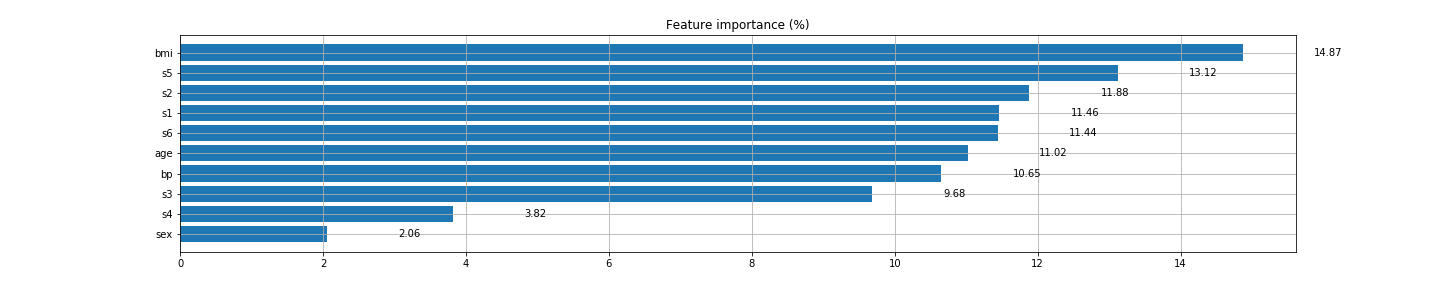 Feature importance (%)
bmi 14.87
s5 13.12
s2 11.88
s1 11.46
s6 11.44
age 11.02
bp 10.65
s3 9.68
s4 3.82
sex 2.06
0 2 4 6 8 10 12 14